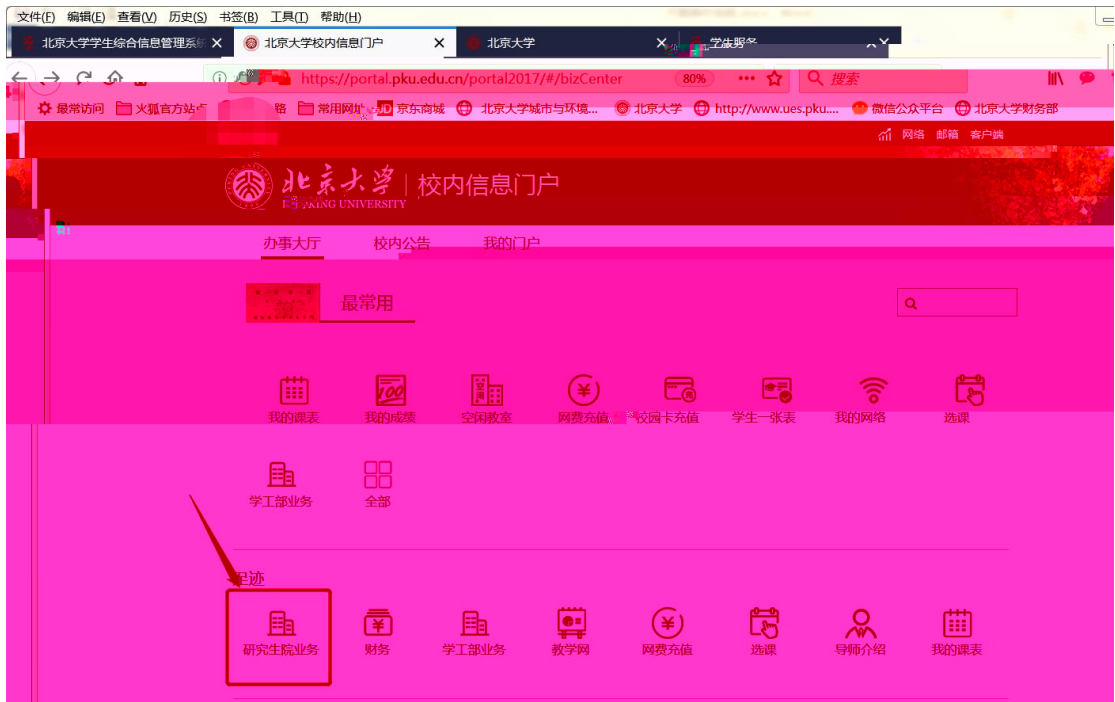 文件(F) 编辑(E) 查看(V) 历史(S) 书签(B) 工具(T) 帮助(H)
北京大学学生综合信息管理系统 北京大学校内信息门户 北京大学
https://portal.pku.edu.cn/portal2017/#/bizCenter 80% 搜索
最常访问 火狐官方站点 常用网址 京东商城 北京大学城市与环境... 北京大学 http://www.ues.pku.... 微信公众平台 北京大学财务部
网络 邮箱 客户端
北京大学 校内信息门户
PEKING UNIVERSITY
办事大厅 校内公告 我的门户
最常用
我的课表 我的成绩 空闲教室 网费充值 校园卡充值 学生一张表 我的网络 选课
学工部业务 全部
足迹
研究生院业务 财务 学工部业务 教学网 网费充值 选课 导师介绍 我的课表